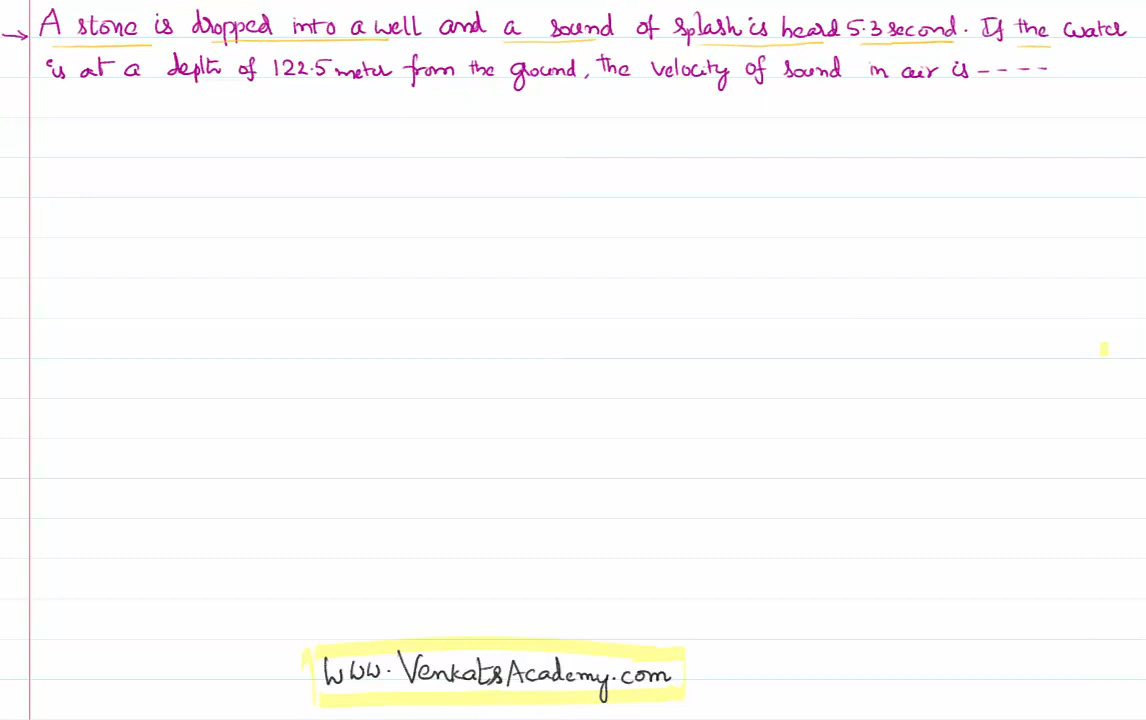 → A stone is dropped into a well and a sound of splash is heard 5.3 second. If the water
is at a depth of 122.5 meter from the ground, the velocity of sound in air is ----
www.VenkatsAcademy.com